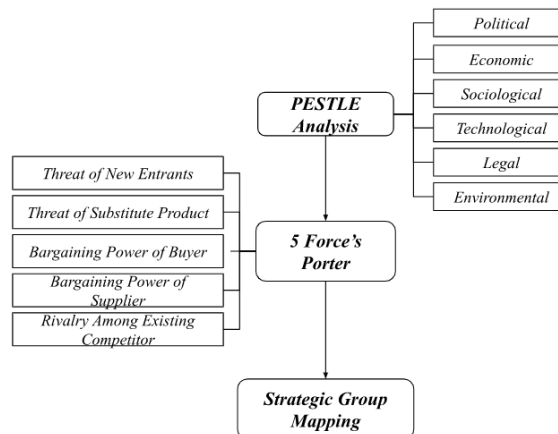 Political
Economic
Sociological
Technological
Legal
Environmental
PESTLE
Analysis
Threat of New Entrants
Threat of Substitute Product
Bargaining Power of Buyer
Bargaining Power of
Supplier
Rivalry Among Existing
Competitor
5 Force's
Porter
Strategic Group
Mapping